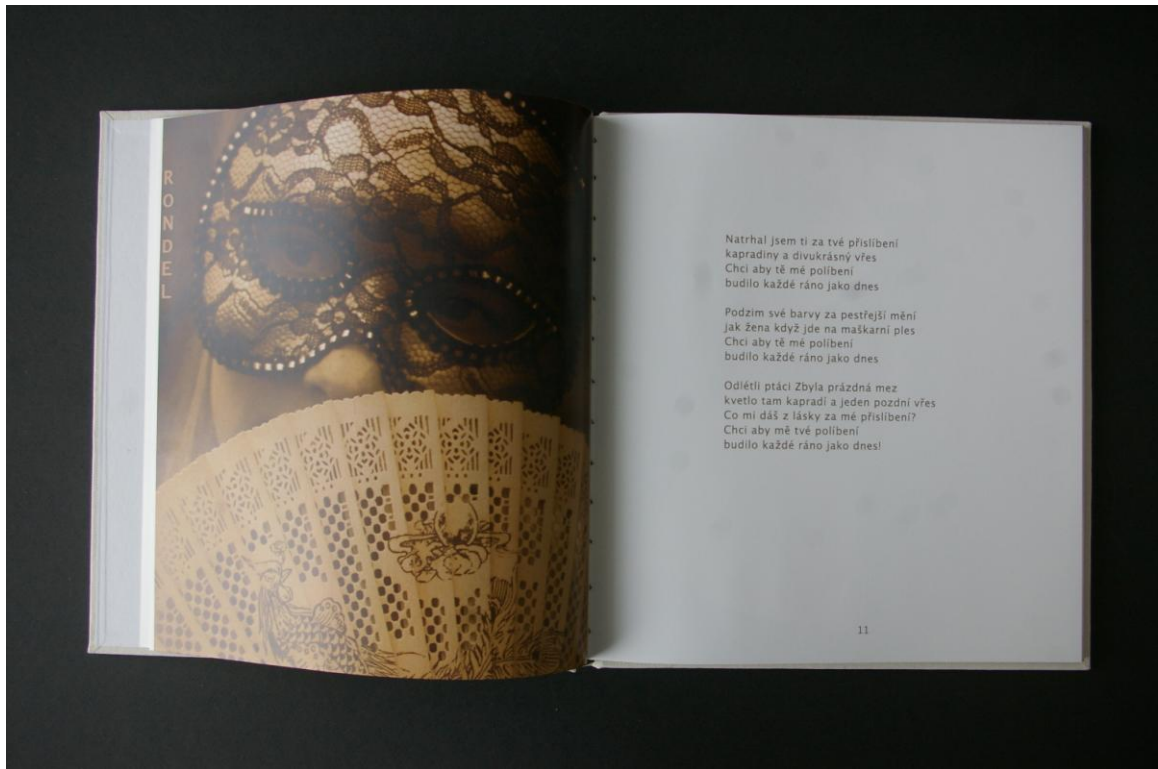 RONDEL
Natrhal jsem ti za tvé přislíbení
kapradiny a divukrásný vřes
Chci aby tě mé políbení
budilo každé ráno jako dnes
Podzim své barvy za pestřejší mění
jak žena když jde na maškarní ples
Chci aby tě mé políbení
budilo každé ráno jako dnes
Odlétli ptáci Zbyla prázdná mez
kvetlo tam kapradí a jeden pozdní vřes
Co mi dáš z lásky za mé přislíbení?
Chci aby mě tvé políbení
budilo každé ráno jako dnes!
11